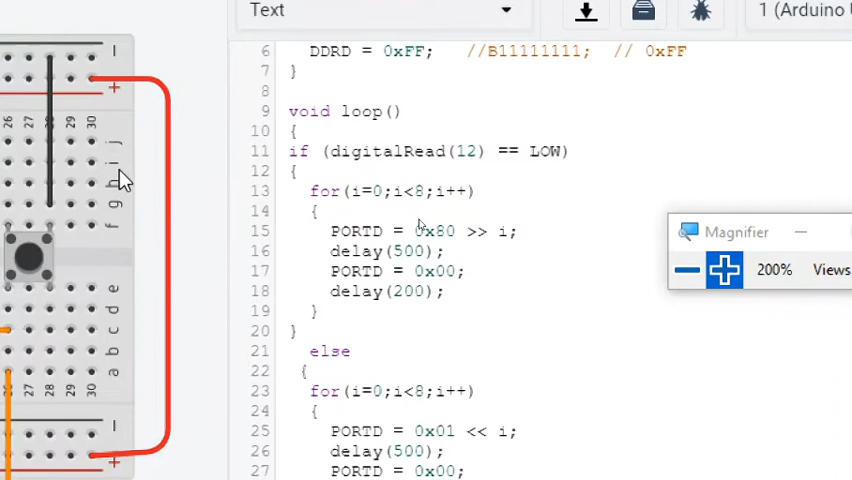 Text
1 (Arduino
6 DDRD = 0xFF; //B11111111; // 0xFF
7 }
8
9 void loop()
10 {
11 if (digitalRead(12) == LOW)
12 {
13 for(i=0;i<8;i++)
14 {
15 PORTD = 0x80 >> i;
16 delay(500);
17 PORTD = 0x00;
18 delay(200);
19 }
20 }
21 else
22 {
23 for(i=0;i<8;i++)
24 {
25 PORTD = 0x01 << i;
26 delay(500);
27 PORTD = 0x00;
Magnifier
200% Views
26 27 28 29 30
j
i
h
g
f
e
d
c
b
a
26 27 28 29 30